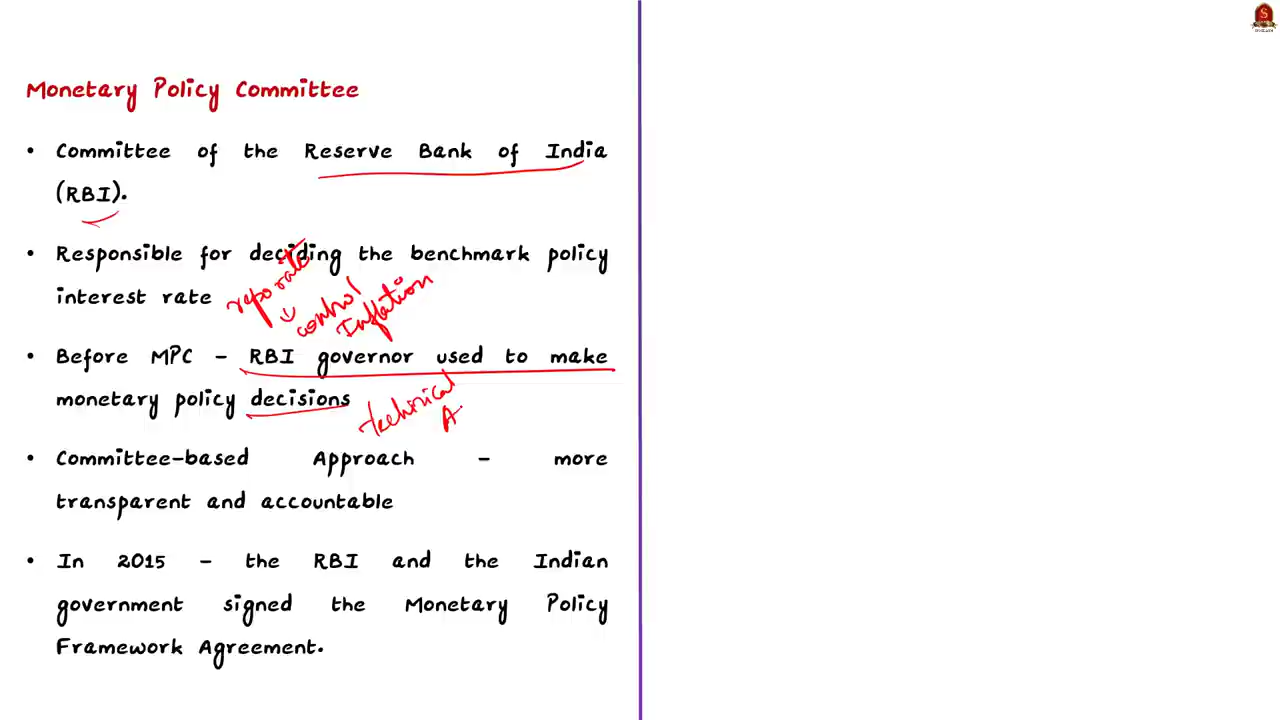 Monetary Policy Committee
• Committee of the Reserve Bank of India
(RBI).
• Responsible for deciding the benchmark policy
interest rate
repo rate
control
Inflation
• Before MPC - RBI governor used to make
monetary policy decisions
technical
A
• Committee-based Approach - more
transparent and accountable
• In 2015 - the RBI and the Indian
government signed the Monetary Policy
Framework Agreement.